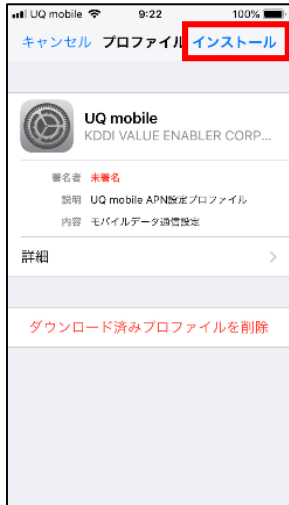 UQ mobile 9:22 100%
キャンセル プロファイル インストール
UQ mobile
KDDI VALUE ENABLER CORP...
署名者 未署名
説明 UQ mobile APN設定プロファイル
内容 モバイルデータ通信設定
詳細
ダウンロード済みプロファイルを削除